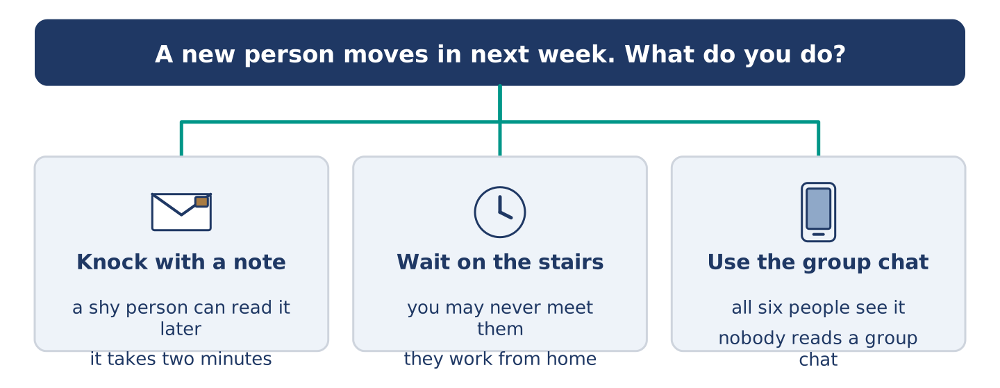 A new person moves in next week. What do you do?
Knock with a note
a shy person can read it
later
it takes two minutes
Wait on the stairs
you may never meet
them
they work from home
Use the group chat
all six people see it
nobody reads a group
chat